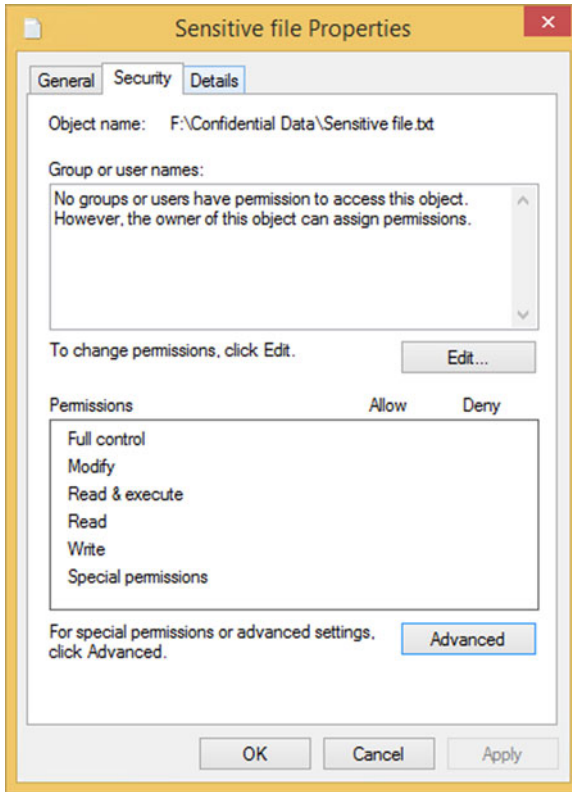 Sensitive file Properties
General Security Details
Object name: F:\Confidential Data\Sensitive file.txt
Group or user names:
No groups or users have permission to access this object.
However, the owner of this object can assign permissions.
To change permissions, click Edit.
Edit...
Permissions Allow Deny
Full control
Modify
Read & execute
Read
Write
Special permissions
For special permissions or advanced settings,
click Advanced.
Advanced
OK Cancel Apply